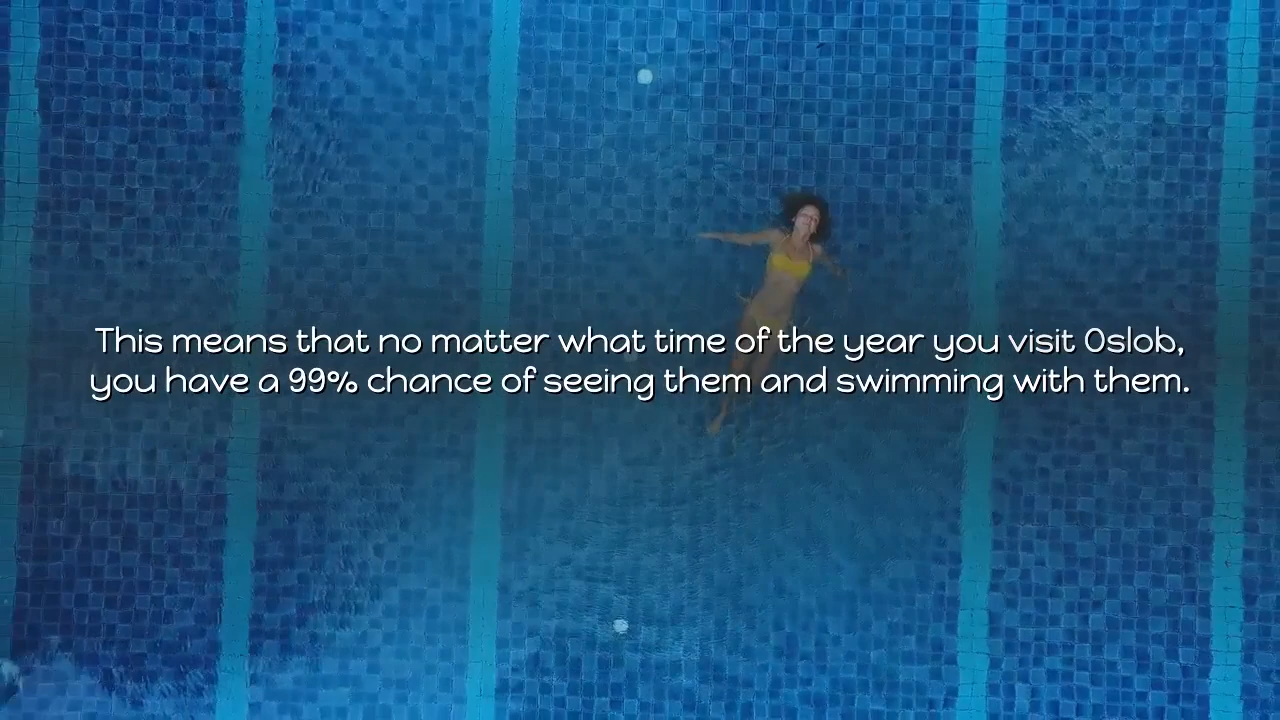 This means that no matter what time of the year you visit Oslob,
you have a 99% chance of seeing them and swimming with them.